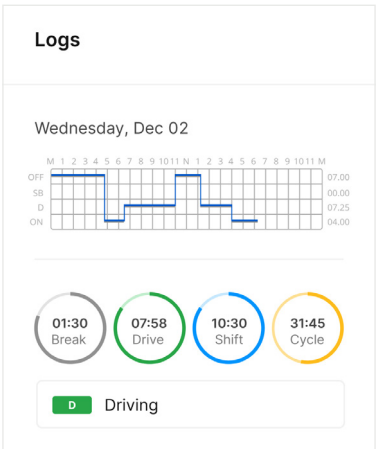 Logs
Wednesday, Dec 02
M 1 2 3 4 5 6 7 8 9 10 11 N 1 2 3 4 5 6 7 8 9 10 11 M
OFF 07.00
SB 00.00
D 07.25
ON 04.00
01:30 07:58 10:30 31:45
Break Drive Shift Cycle
D Driving